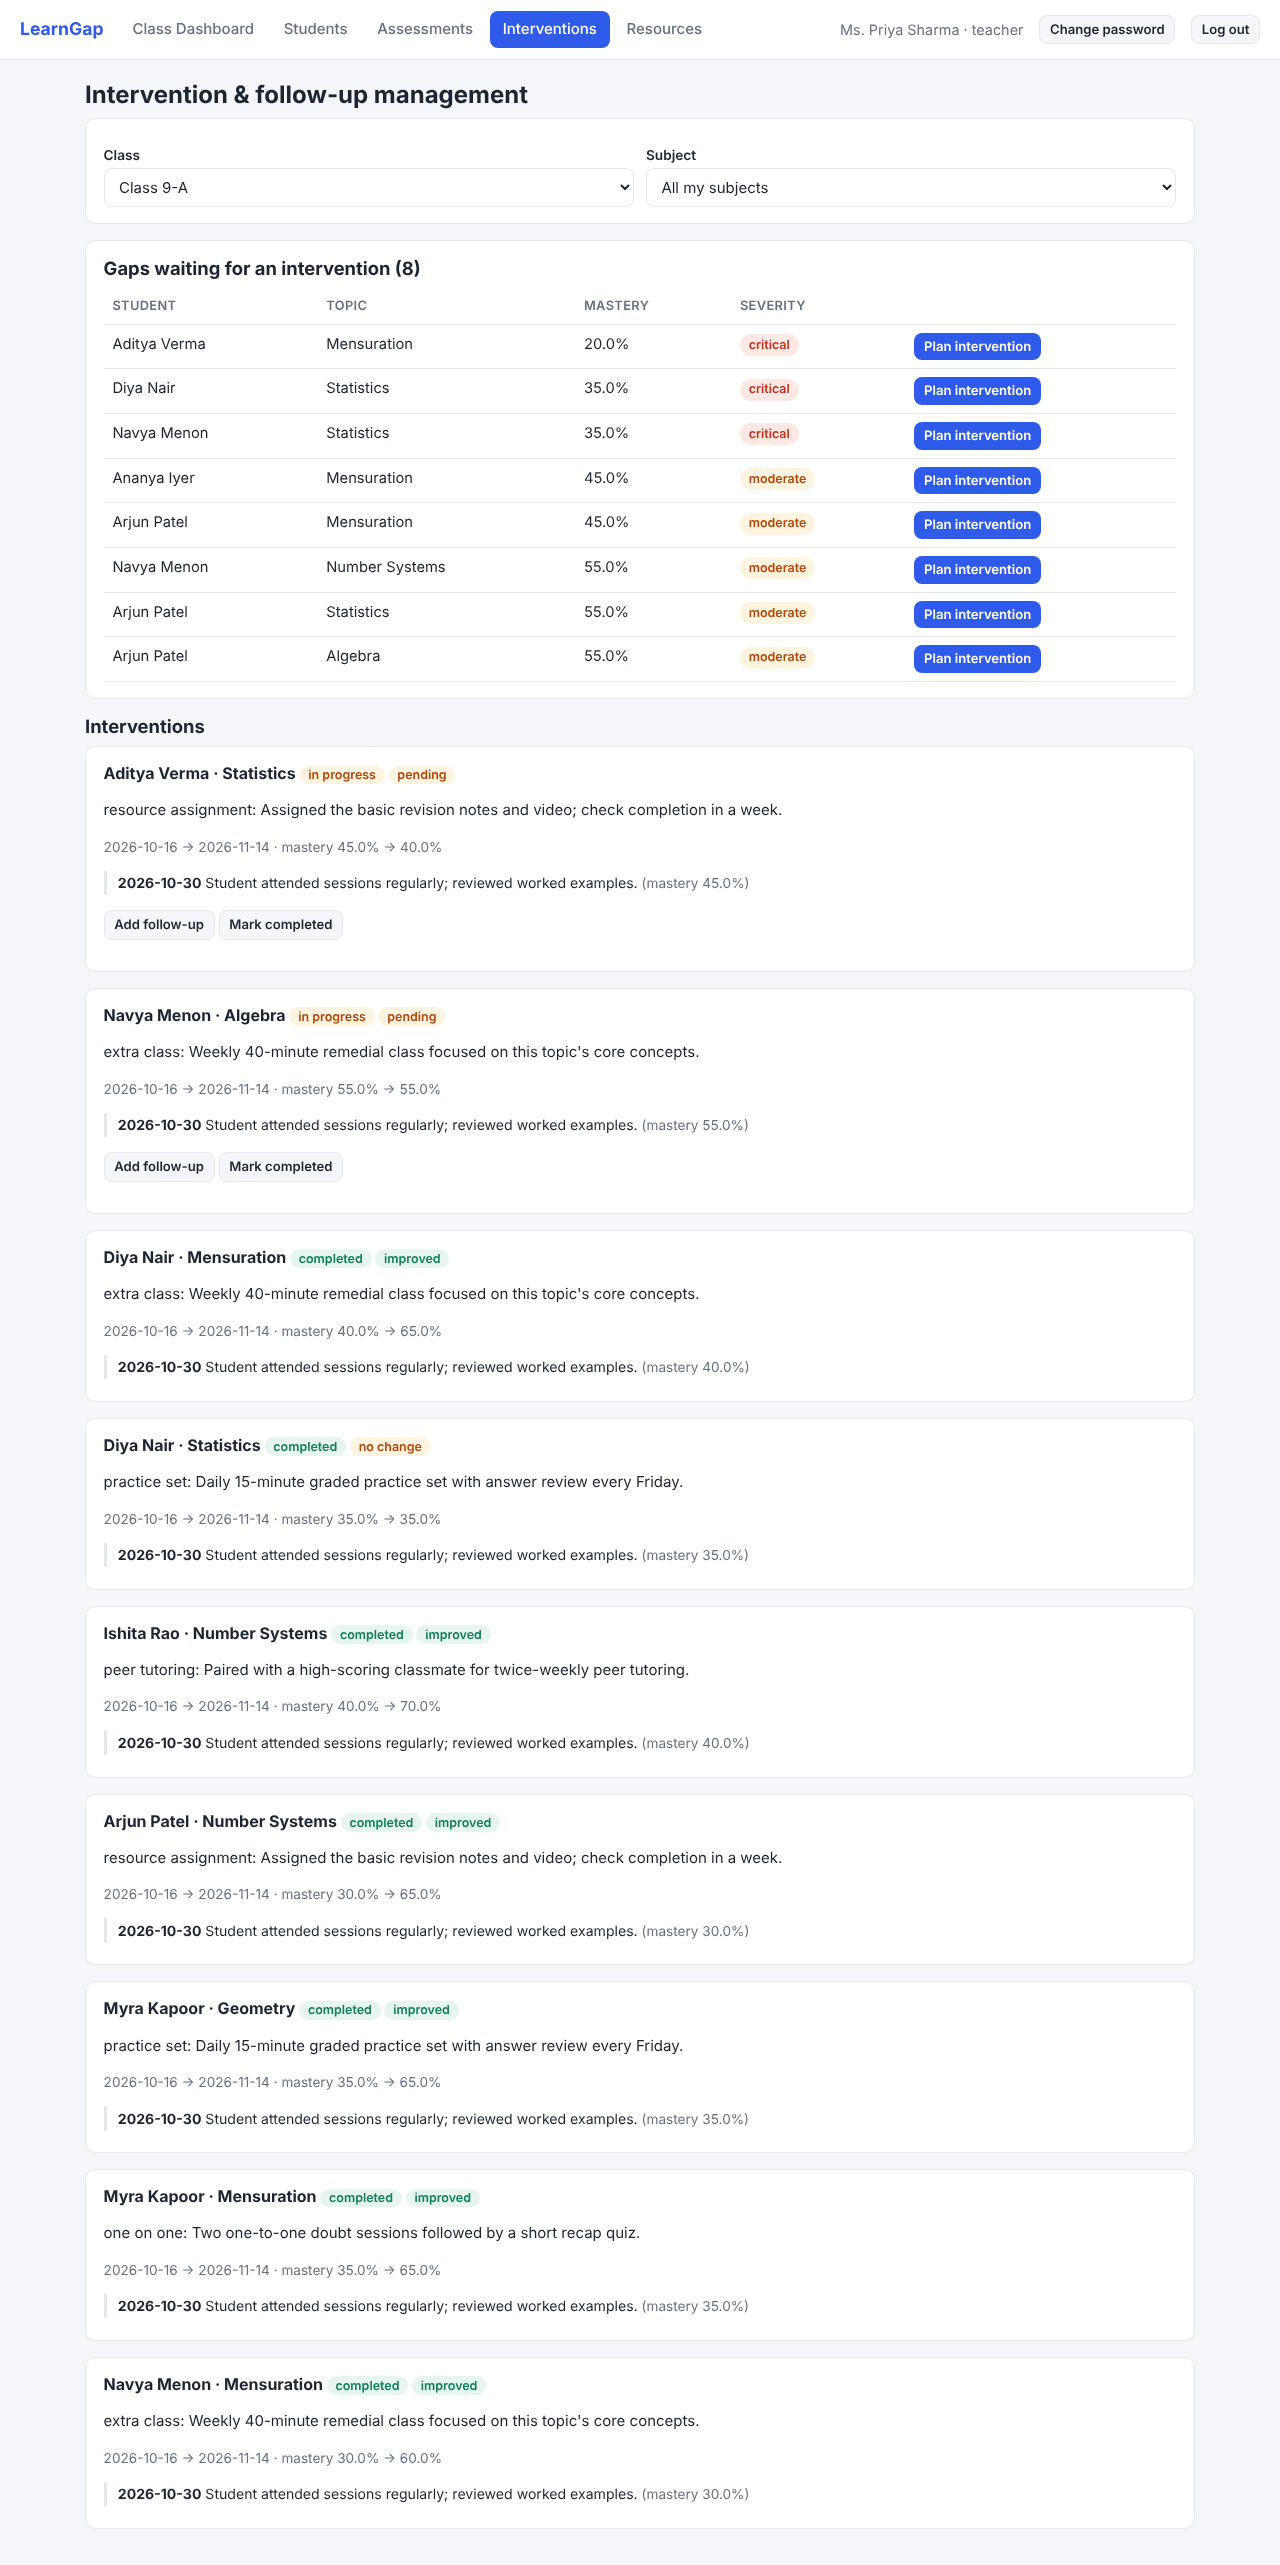 LearnGap Class Dashboard Students Assessments Interventions Resources Ms. Priya Sharma · teacher Change password Log out
Intervention & follow-up management
Class Subject
Class 9-A All my subjects
Gaps waiting for an intervention (8)
STUDENT TOPIC MASTERY SEVERITY
Aditya Verma Mensuration 20.0% critical Plan intervention
Diya Nair Statistics 35.0% critical Plan intervention
Navya Menon Statistics 35.0% critical Plan intervention
Ananya Iyer Mensuration 45.0% moderate Plan intervention
Arjun Patel Mensuration 45.0% moderate Plan intervention
Navya Menon Number Systems 55.0% moderate Plan intervention
Arjun Patel Statistics 55.0% moderate Plan intervention
Arjun Patel Algebra 55.0% moderate Plan intervention
Interventions
Aditya Verma · Statistics in progress pending
resource assignment: Assigned the basic revision notes and video; check completion in a week.
2026-10-16 → 2026-11-14 · mastery 45.0% → 40.0%
2026-10-30 Student attended sessions regularly; reviewed worked examples. (mastery 45.0%)
Add follow-up Mark completed
Navya Menon · Algebra in progress pending
extra class: Weekly 40-minute remedial class focused on this topic's core concepts.
2026-10-16 → 2026-11-14 · mastery 55.0% → 55.0%
2026-10-30 Student attended sessions regularly; reviewed worked examples. (mastery 55.0%)
Add follow-up Mark completed
Diya Nair · Mensuration completed improved
extra class: Weekly 40-minute remedial class focused on this topic's core concepts.
2026-10-16 → 2026-11-14 · mastery 40.0% → 65.0%
2026-10-30 Student attended sessions regularly; reviewed worked examples. (mastery 40.0%)
Diya Nair · Statistics completed no change
practice set: Daily 15-minute graded practice set with answer review every Friday.
2026-10-16 → 2026-11-14 · mastery 35.0% → 35.0%
2026-10-30 Student attended sessions regularly; reviewed worked examples. (mastery 35.0%)
Ishita Rao · Number Systems completed improved
peer tutoring: Paired with a high-scoring classmate for twice-weekly peer tutoring.
2026-10-16 → 2026-11-14 · mastery 40.0% → 70.0%
2026-10-30 Student attended sessions regularly; reviewed worked examples. (mastery 40.0%)
Arjun Patel · Number Systems completed improved
resource assignment: Assigned the basic revision notes and video; check completion in a week.
2026-10-16 → 2026-11-14 · mastery 30.0% → 65.0%
2026-10-30 Student attended sessions regularly; reviewed worked examples. (mastery 30.0%)
Myra Kapoor · Geometry completed improved
practice set: Daily 15-minute graded practice set with answer review every Friday.
2026-10-16 → 2026-11-14 · mastery 35.0% → 65.0%
2026-10-30 Student attended sessions regularly; reviewed worked examples. (mastery 35.0%)
Myra Kapoor · Mensuration completed improved
one on one: Two one-to-one doubt sessions followed by a short recap quiz.
2026-10-16 → 2026-11-14 · mastery 35.0% → 65.0%
2026-10-30 Student attended sessions regularly; reviewed worked examples. (mastery 35.0%)
Navya Menon · Mensuration completed improved
extra class: Weekly 40-minute remedial class focused on this topic's core concepts.
2026-10-16 → 2026-11-14 · mastery 30.0% → 60.0%
2026-10-30 Student attended sessions regularly; reviewed worked examples. (mastery 30.0%)